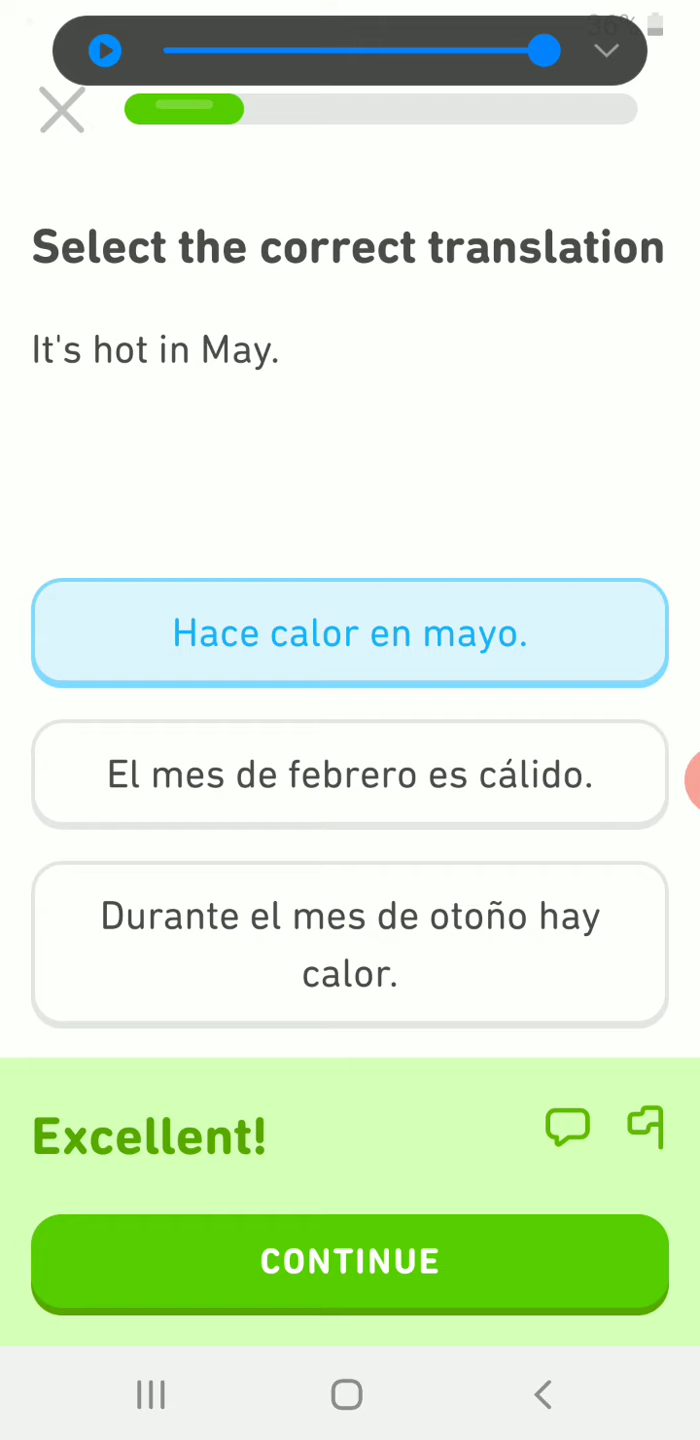 36%
Select the correct translation
It's hot in May.
Hace calor en mayo.
El mes de febrero es cálido.
Durante el mes de otoño hay
calor.
Excellent!
CONTINUE